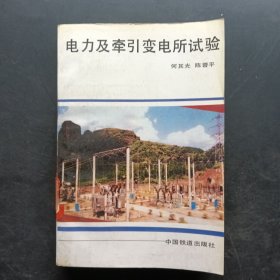 电力及牵引变电所试验
何其光 陈晋平
中国铁道出版社